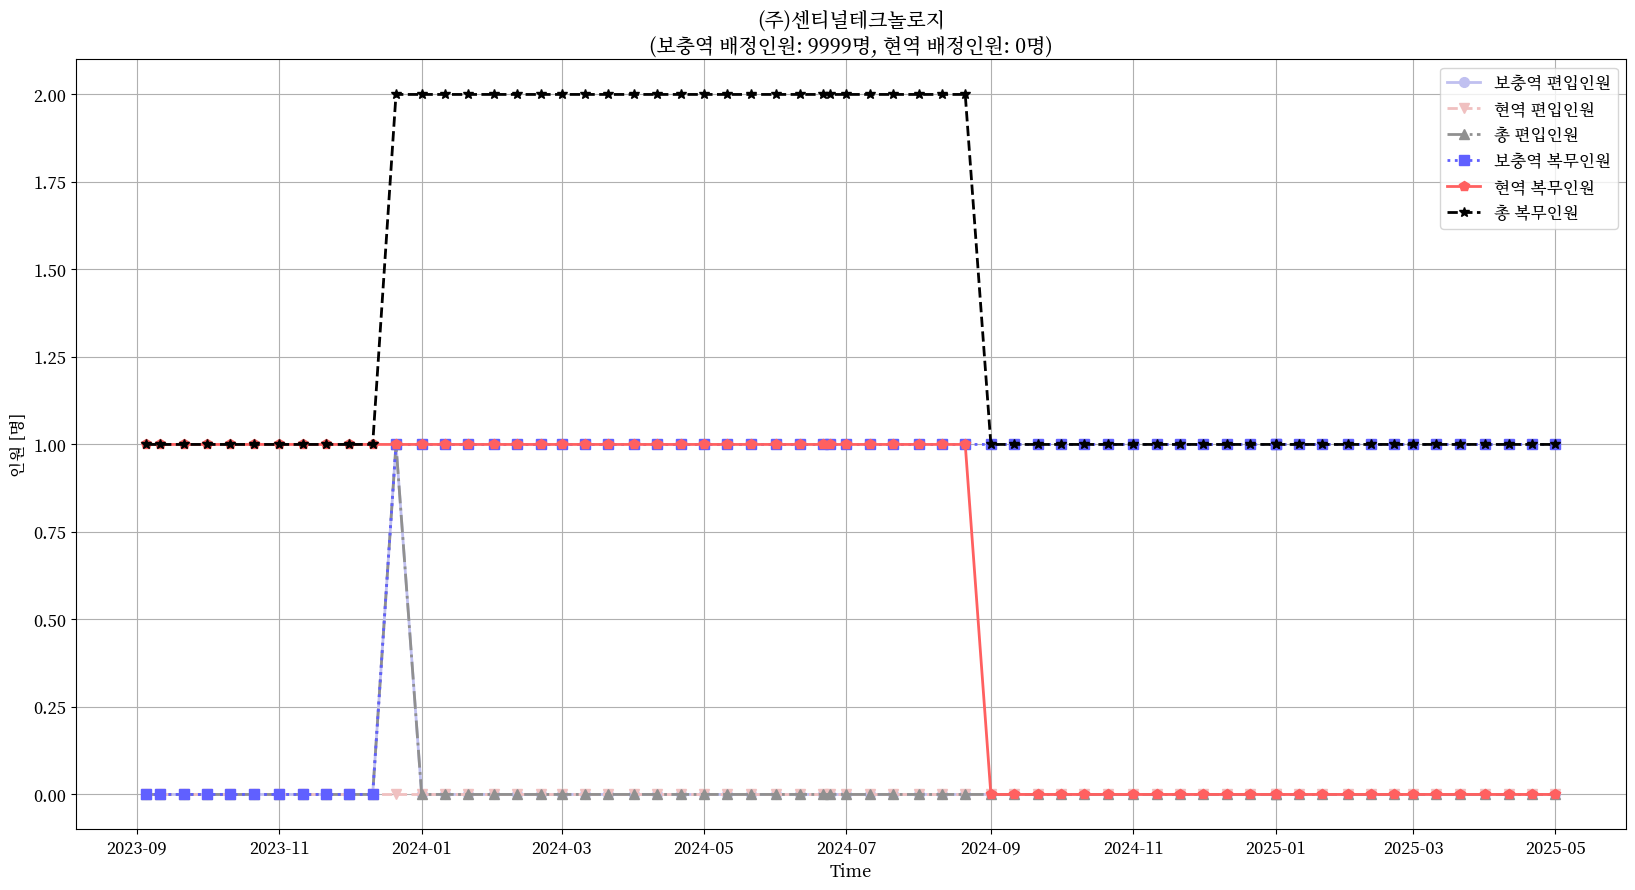 (주)센티널테크놀로지
(보충역 배정인원: 9999명, 현역 배정인원: 0명)
보충역 편입인원
현역 편입인원
총 편입인원
보충역 복무인원
현역 복무인원
총 복무인원
2.00
1.75
1.50
1.25
1.00
0.75
0.50
0.25
0.00
인원 [명]
2023-09 2023-11 2024-01 2024-03 2024-05 2024-07 2024-09 2024-11 2025-01 2025-03 2025-05
Time